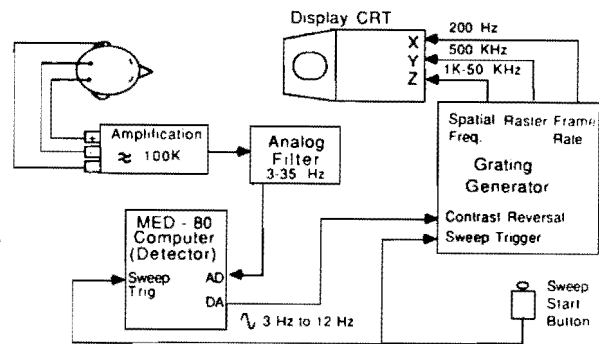 Display CRT
X
Y
Z
200 Hz
500 KHz
1K-50 KHz
+
-
Amplification
≈ 100K
Analog
Filter
3-35 Hz
Spatial Raster Frame
Freq. Rate
Grating
Generator
Contrast Reversal
Sweep Trigger
MED - 80
Computer
(Detector)
Sweep AD
Trig
DA
∿ 3 Hz to 12 Hz
Sweep
Start
Button